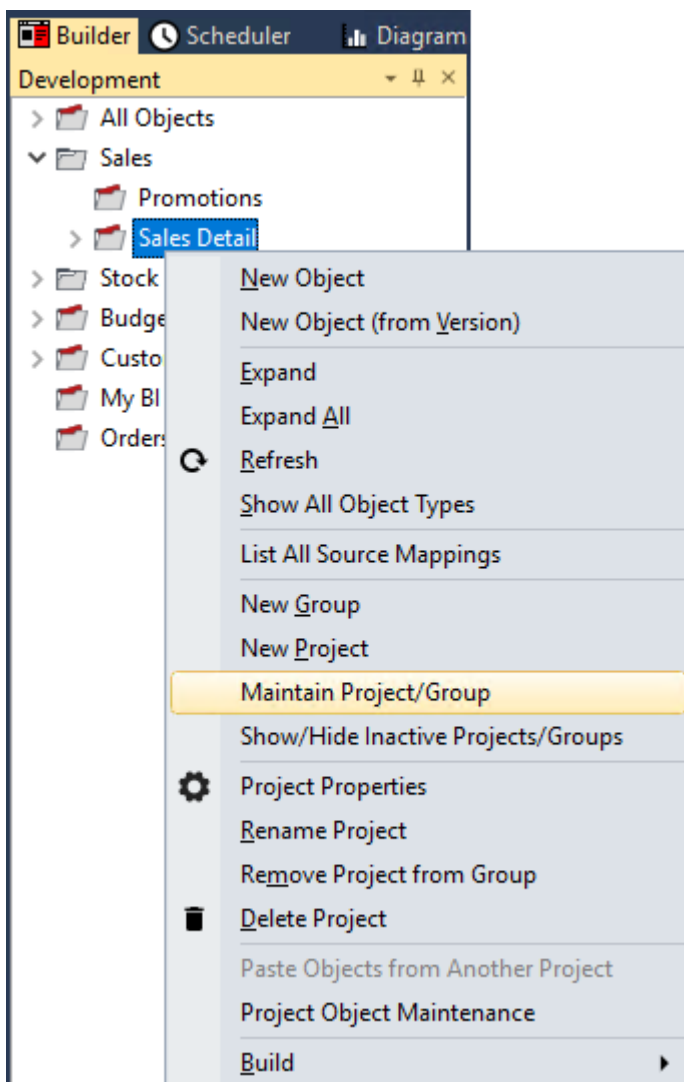 Builder Scheduler Diagram
Development
All Objects
Sales
Promotions
Sales Detail
Stock
Budge
Custo
My BI
Orders
New Object
New Object (from Version)
Expand
Expand All
Refresh
Show All Object Types
List All Source Mappings
New Group
New Project
Maintain Project/Group
Show/Hide Inactive Projects/Groups
Project Properties
Rename Project
Remove Project from Group
Delete Project
Paste Objects from Another Project
Project Object Maintenance
Build